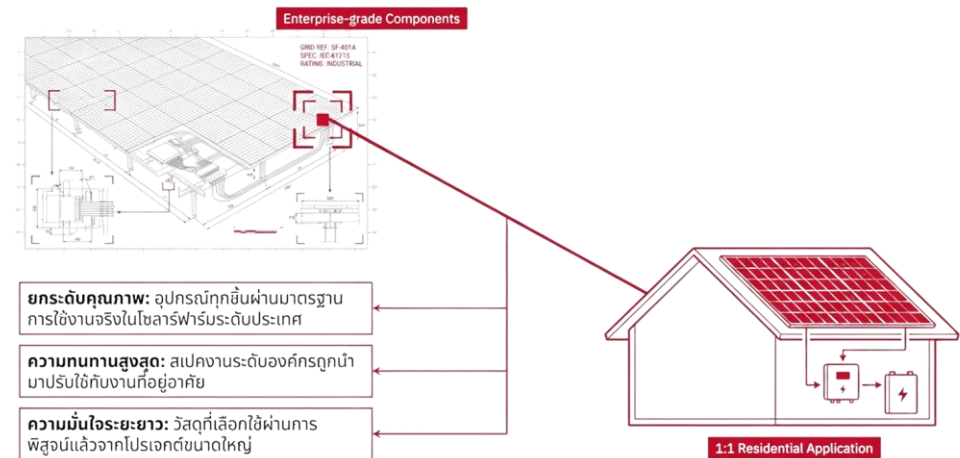 Enterprise-grade Components
GRID REF: SF-401A
RATING: INDUSTRIAL
ยกระดับคุณภาพ: อุปกรณ์ทุกชิ้นผ่านมาตรฐาน
การใช้งานจริงในโซลาร์ฟาร์มระดับประเทศ
ความทนทานสูงสุด: สเปคงานระดับองค์กรถูกนำ
มาปรับใช้กับงานที่อยู่อาศัย
ความมั่นใจระยะยาว: วัสดุที่เลือกใช้ผ่านการ
พิสูจน์แล้วจากโปรเจกต์ขนาดใหญ่
1:1 Residential Application